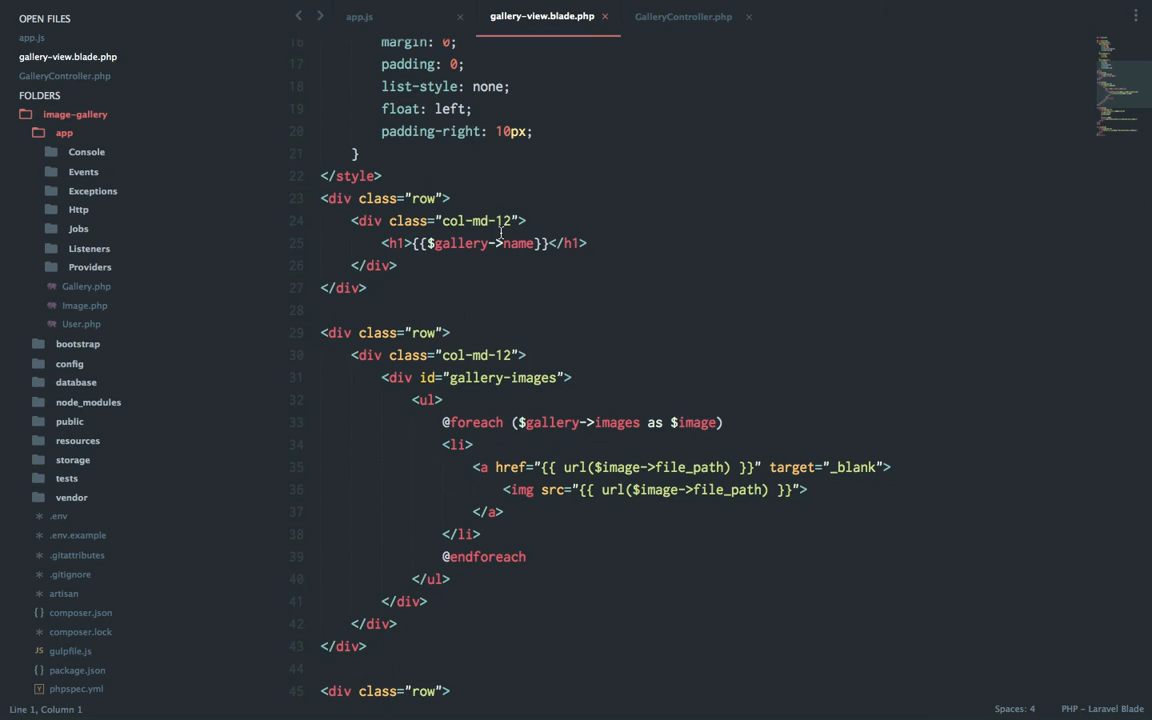 OPEN FILES
app.js
gallery-view.blade.php
GalleryController.php
FOLDERS
image-gallery
app
Console
Events
Exceptions
Http
Jobs
Listeners
Providers
Gallery.php
Image.php
User.php
bootstrap
config
database
node_modules
public
resources
storage
tests
vendor
.env
.env.example
.gitattributes
.gitignore
artisan
composer.json
composer.lock
gulpfile.js
package.json
phpspec.yml
app.js × gallery-view.blade.php × GalleryController.php ×
16 margin: 0;
17 padding: 0;
18 list-style: none;
19 float: left;
20 padding-right: 10px;
21 }
22 </style>
23 <div class="row">
24 <div class="col-md-12">
25 <h1>{{$gallery->name}}</h1>
26 </div>
27 </div>
28
29 <div class="row">
30 <div class="col-md-12">
31 <div id="gallery-images">
32 <ul>
33 @foreach ($gallery->images as $image)
34 <li>
35 <a href="{{ url($image->file_path) }}" target="_blank">
36 <img src="{{ url($image->file_path) }}">
37 </a>
38 </li>
39 @endforeach
40 </ul>
41 </div>
42 </div>
43 </div>
44
45 <div class="row">
Line 1, Column 1
Spaces: 4 PHP – Laravel Blade